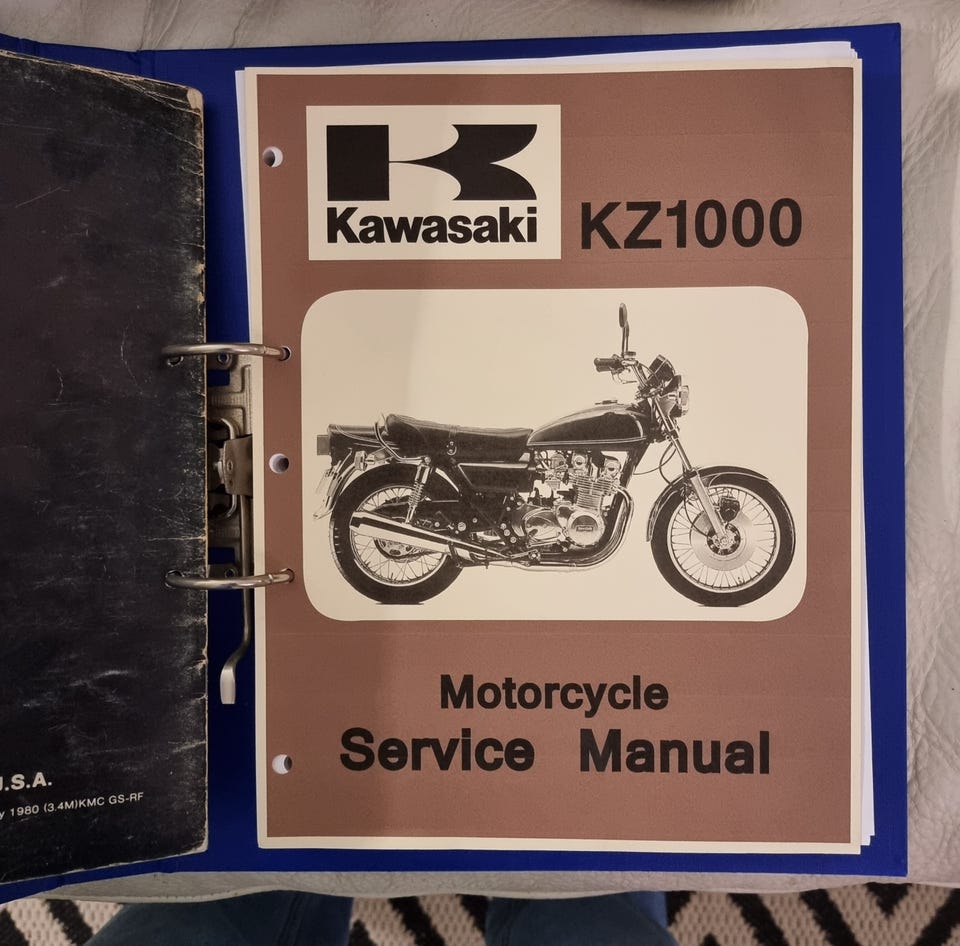 Kawasaki
KZ1000
Motorcycle
Service Manual
.S.A.
1980 (3.4M)KMC GS-RF